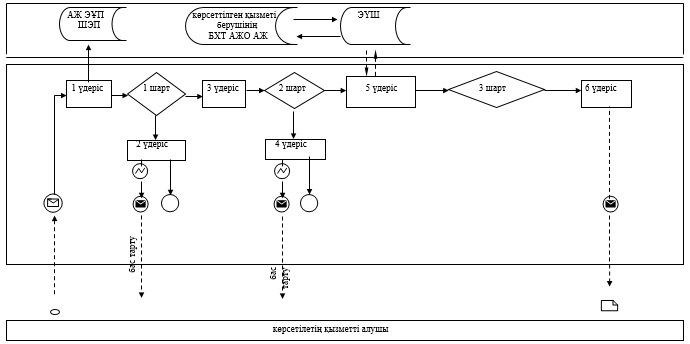 АЖ ЭҰП
ШЭП
көрсеттілген қызметі
берушінің
БХТ АЖО АЖ
ЭҮШ
1 үдеріс
1 шарт
3 үдеріс
2 шарт
5 үдеріс
3 шарт
6 үдеріс
2 үдеріс
4 үдеріс
бас тарту
бас
тарту
көрсетілетің қызметті алушы